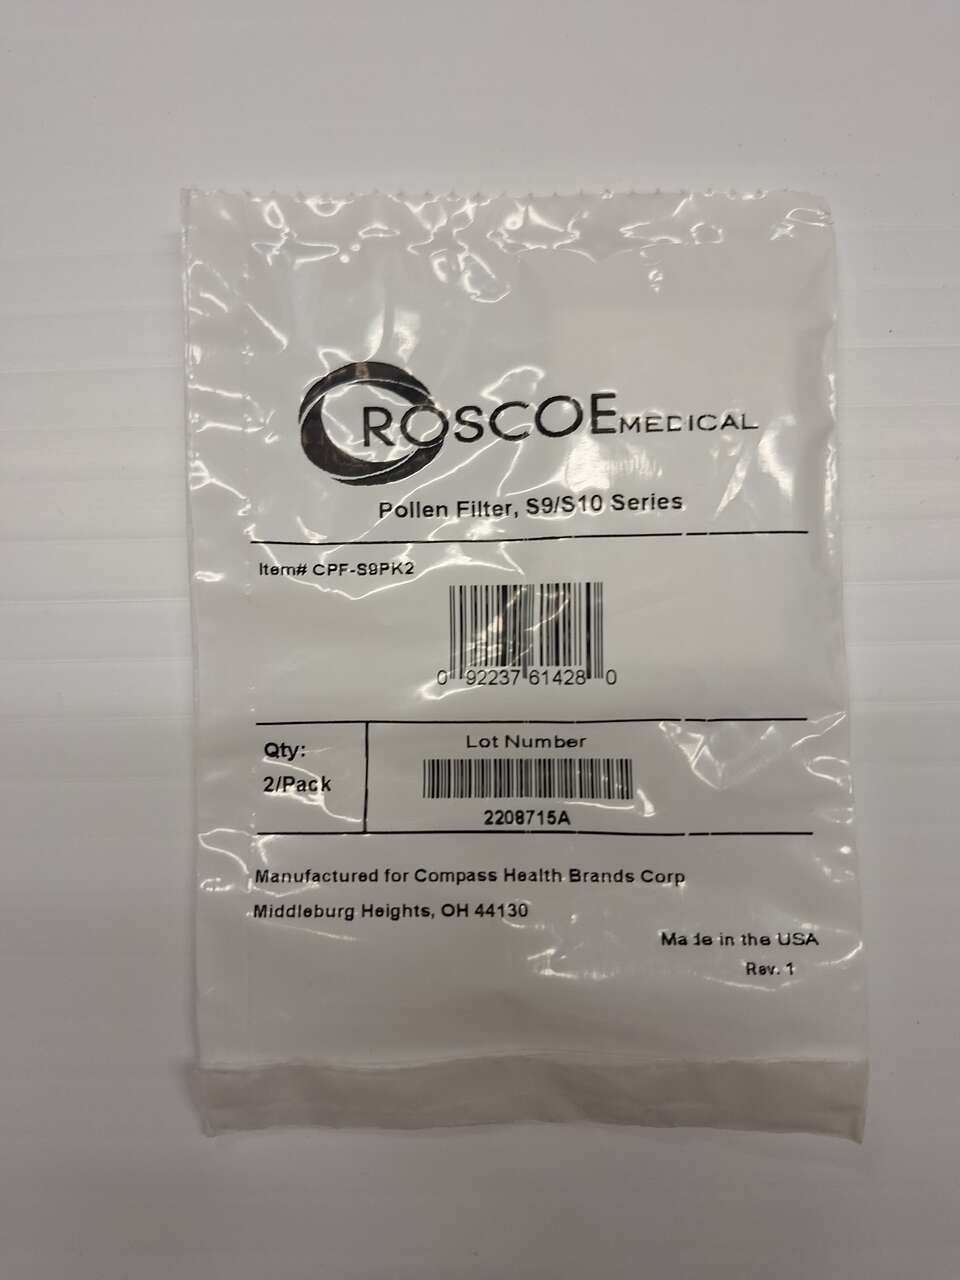 ROSCOE MEDICAL
Pollen Filter, S9/S10 Series
Item# CPF-S9PK2
0 92237 61428 0
Qty:
2/Pack
Lot Number
2208715A
Manufactured for Compass Health Brands Corp
Middleburg Heights, OH 44130
Made in the USA
Rev. 1